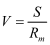 V = S / R_m